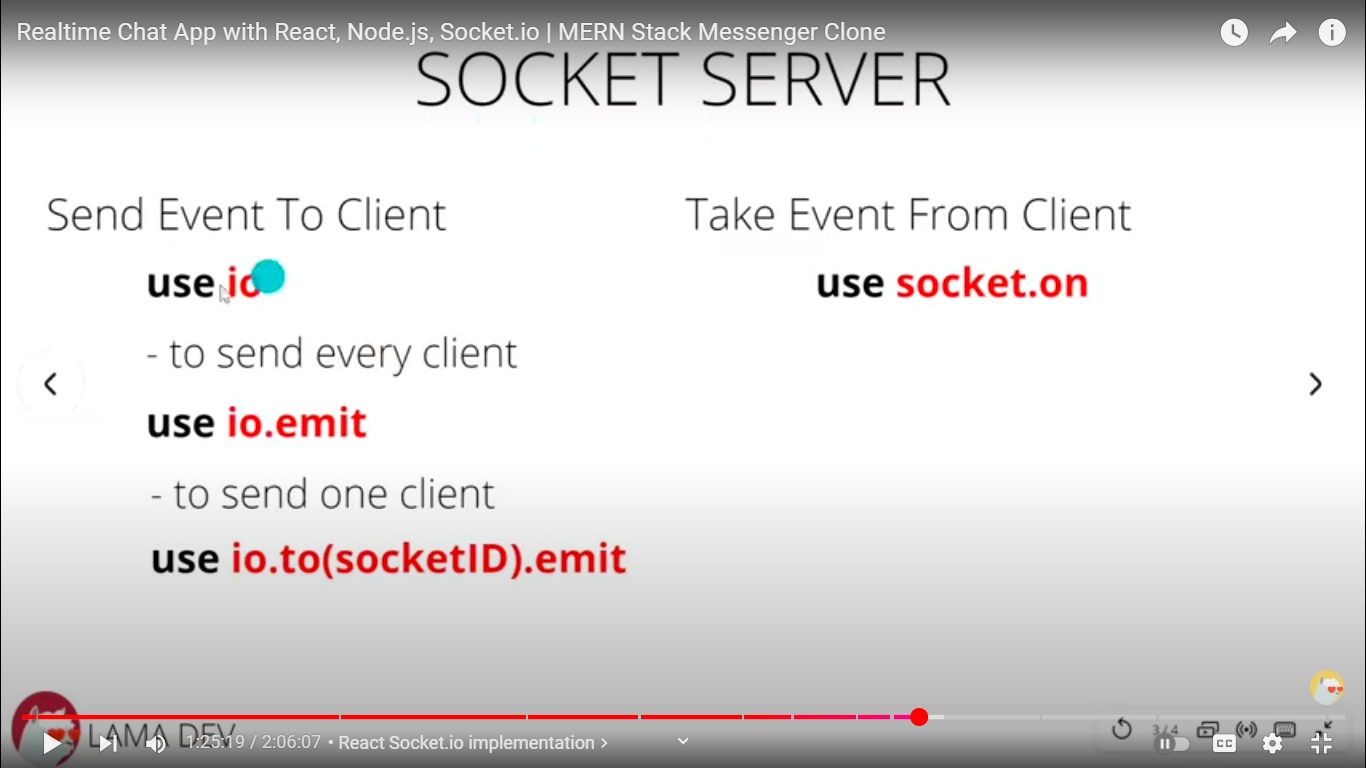 Realtime Chat App with React, Node.js, Socket.io | MERN Stack Messenger Clone
SOCKET SERVER
Send Event To Client
use io
- to send every client
use io.emit
- to send one client
use io.to(socketID).emit
Take Event From Client
use socket.on
LAMA DEV
1:25:19 / 2:06:07 • React Socket.io implementation >
3/4
CC